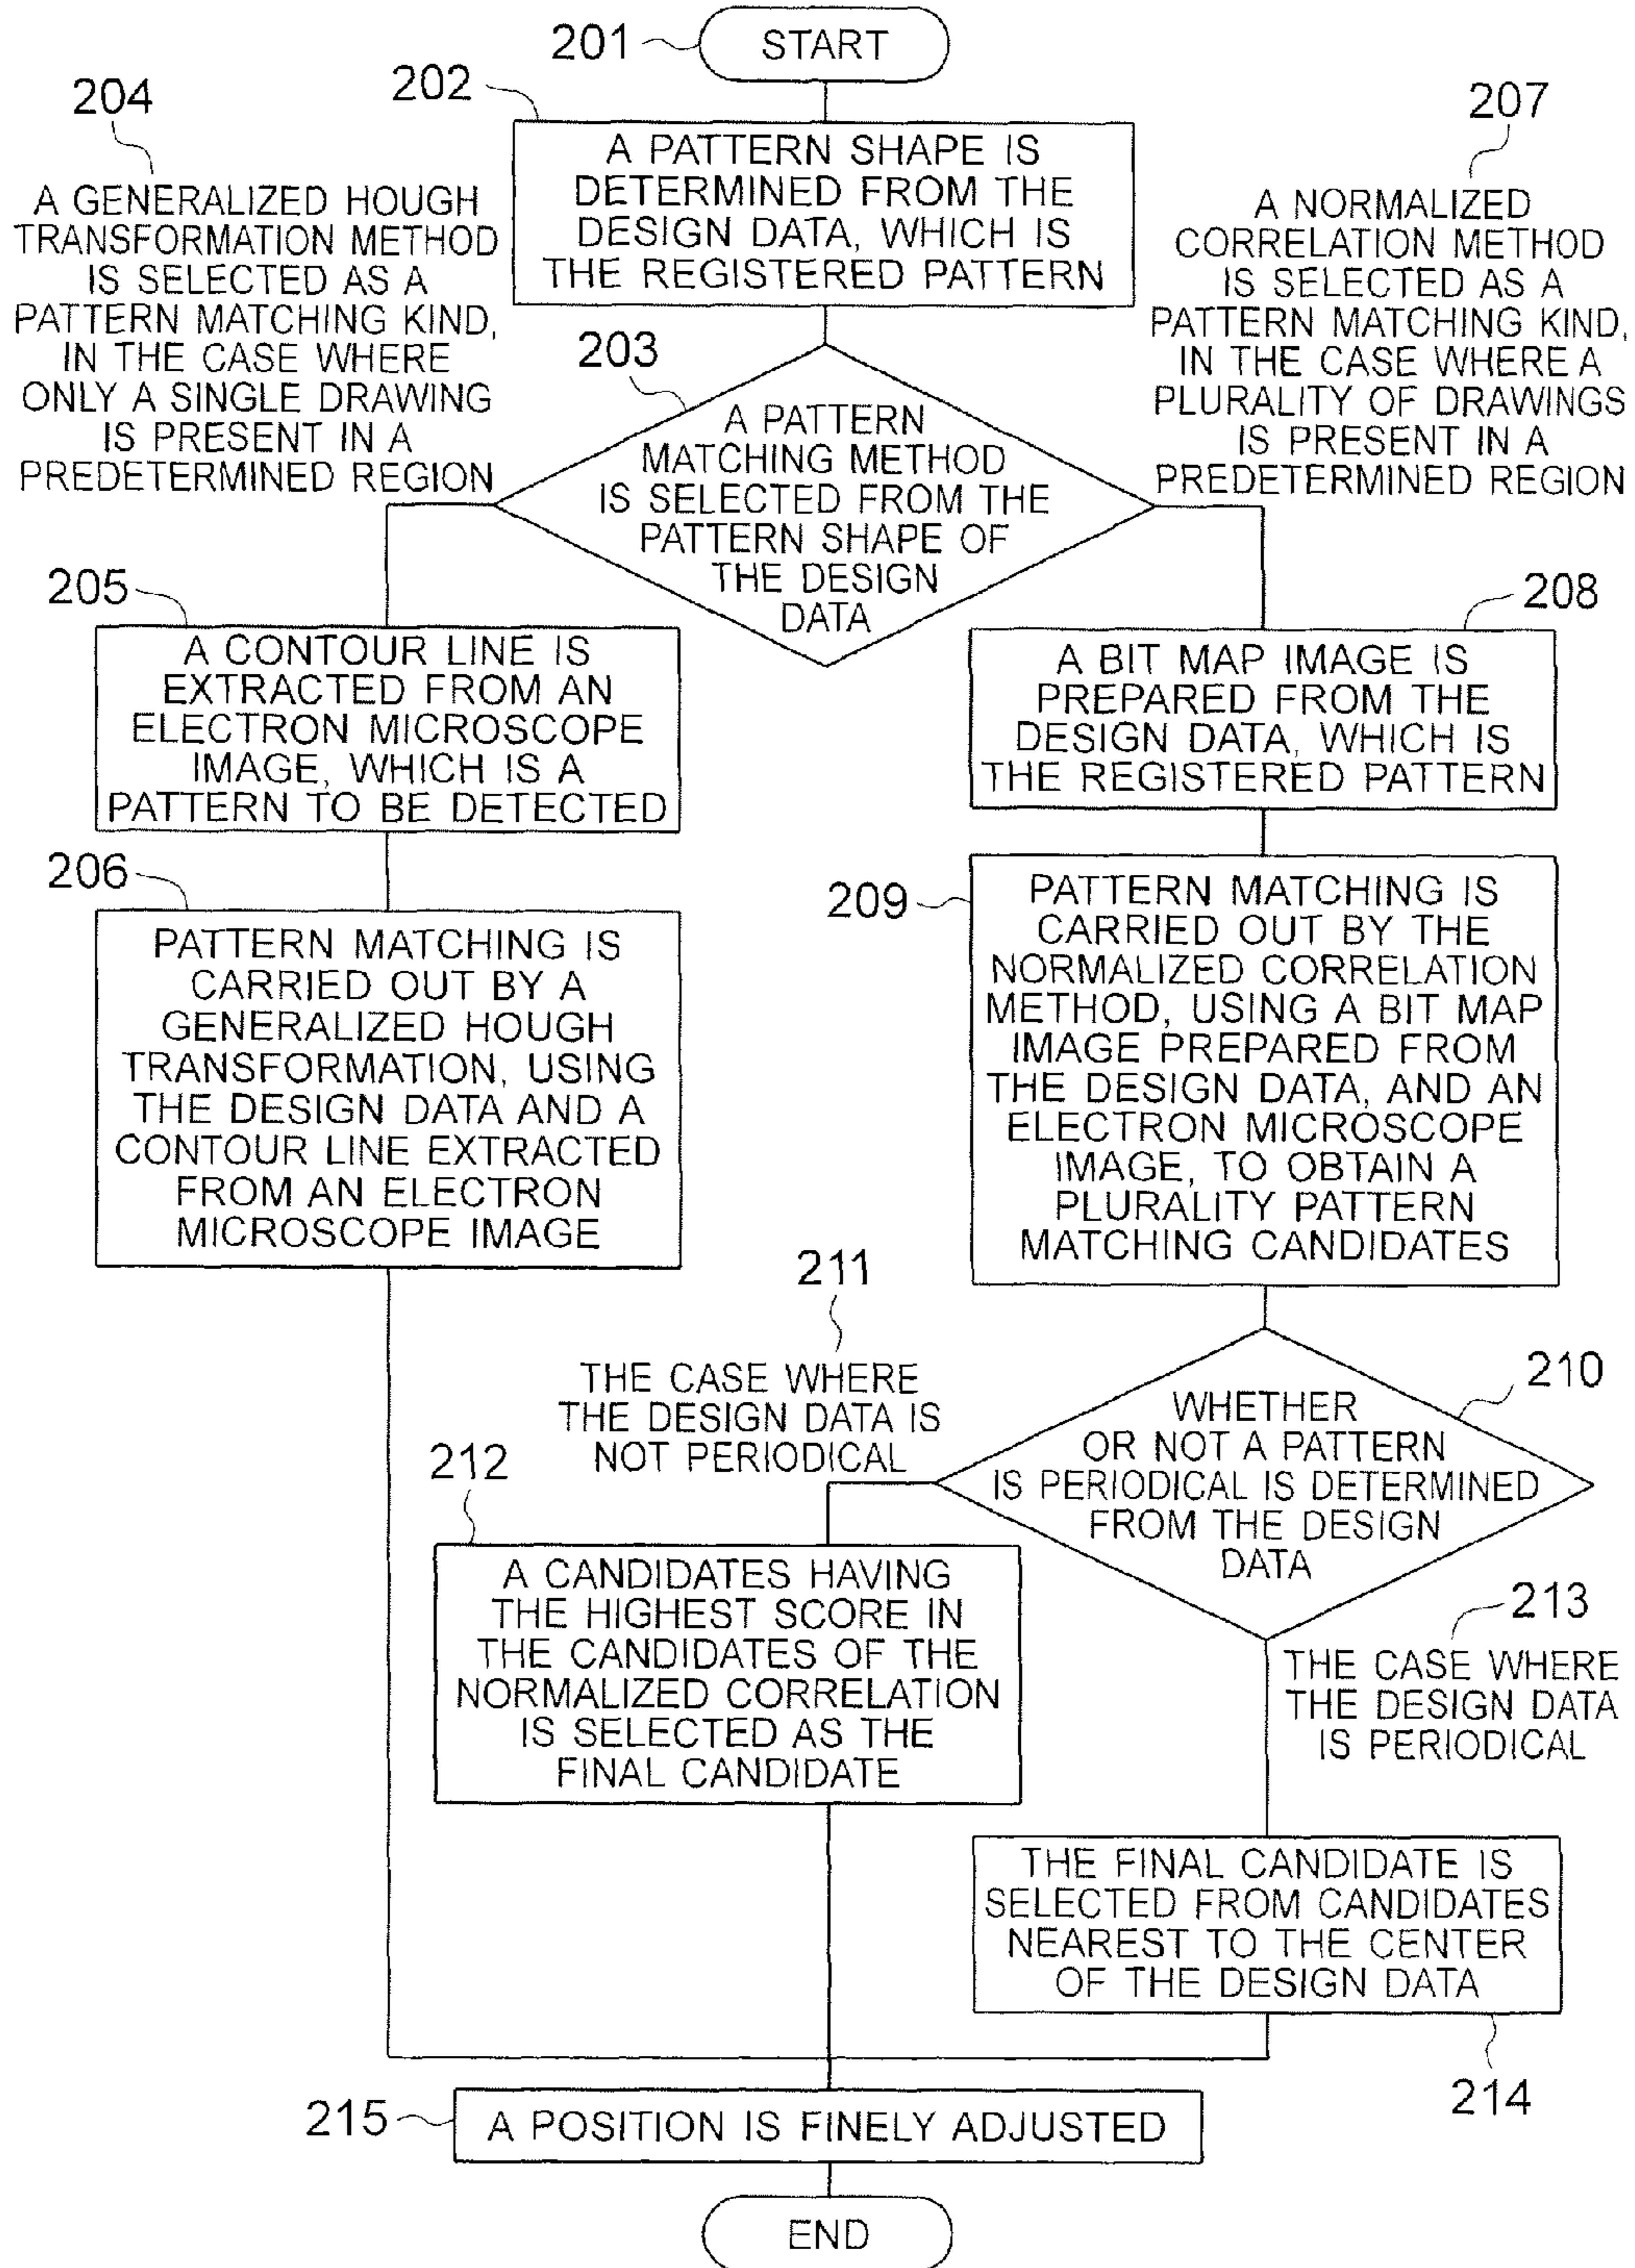 201
START
202
A PATTERN SHAPE IS
DETERMINED FROM THE
DESIGN DATA, WHICH IS
THE REGISTERED PATTERN
204
A GENERALIZED HOUGH
TRANSFORMATION METHOD
IS SELECTED AS A
PATTERN MATCHING KIND,
IN THE CASE WHERE
ONLY A SINGLE DRAWING
IS PRESENT IN A
PREDETERMINED REGION
203
A PATTERN
MATCHING METHOD
IS SELECTED FROM THE
PATTERN SHAPE OF
THE DESIGN
DATA
207
A NORMALIZED
CORRELATION METHOD
IS SELECTED AS A
PATTERN MATCHING KIND,
IN THE CASE WHERE A
PLURALITY OF DRAWINGS
IS PRESENT IN A
PREDETERMINED REGION
205
A CONTOUR LINE IS
EXTRACTED FROM AN
ELECTRON MICROSCOPE
IMAGE, WHICH IS A
PATTERN TO BE DETECTED
206
PATTERN MATCHING IS
CARRIED OUT BY A
GENERALIZED HOUGH
TRANSFORMATION, USING
THE DESIGN DATA AND A
CONTOUR LINE EXTRACTED
FROM AN ELECTRON
MICROSCOPE IMAGE
208
A BIT MAP IMAGE IS
PREPARED FROM THE
DESIGN DATA, WHICH IS
THE REGISTERED PATTERN
209
PATTERN MATCHING IS
CARRIED OUT BY THE
NORMALIZED CORRELATION
METHOD, USING A BIT MAP
IMAGE PREPARED FROM
THE DESIGN DATA, AND AN
ELECTRON MICROSCOPE
IMAGE, TO OBTAIN A
PLURALITY PATTERN
MATCHING CANDIDATES
210
WHETHER
OR NOT A PATTERN
IS PERIODICAL IS DETERMINED
FROM THE DESIGN
DATA
211
THE CASE WHERE
THE DESIGN DATA IS
NOT PERIODICAL
212
A CANDIDATES HAVING
THE HIGHEST SCORE IN
THE CANDIDATES OF THE
NORMALIZED CORRELATION
IS SELECTED AS THE
FINAL CANDIDATE
213
THE CASE WHERE
THE DESIGN DATA
IS PERIODICAL
THE FINAL CANDIDATE IS
SELECTED FROM CANDIDATES
NEAREST TO THE CENTER
OF THE DESIGN DATA
214
215
A POSITION IS FINELY ADJUSTED
END